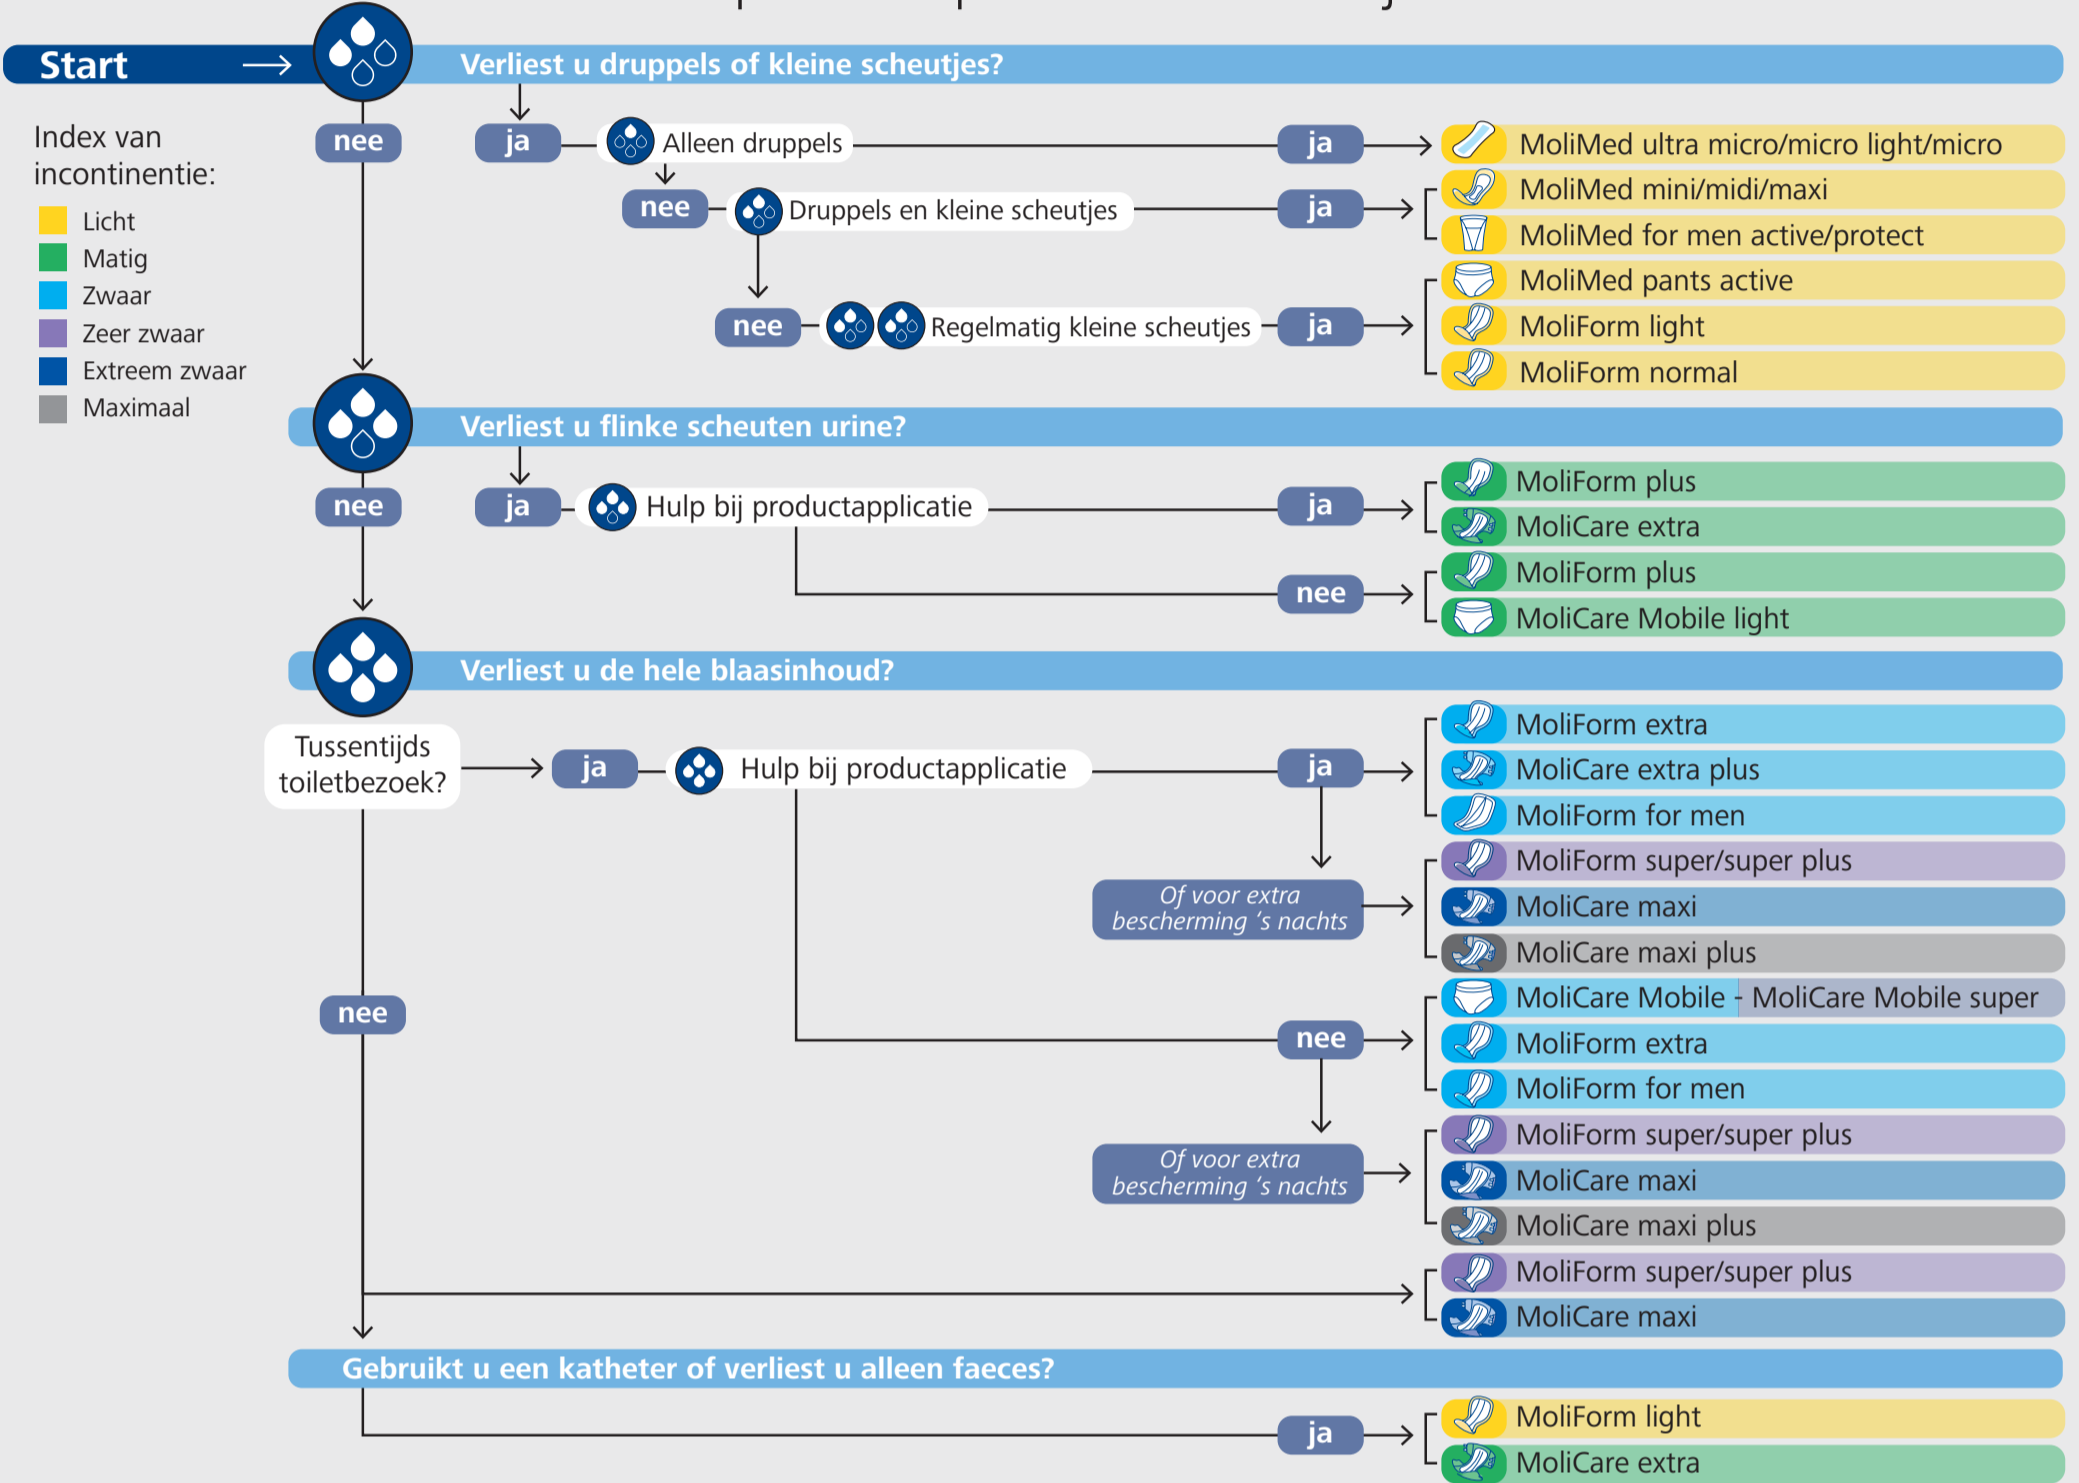 Start
Verliest u druppels of kleine scheutjes?
Index van
incontinentie:
Licht
Matig
Zwaar
Zeer zwaar
Extreem zwaar
Maximaal
nee
ja
Alleen druppels
ja
MoliMed ultra micro/micro light/micro
nee
Druppels en kleine scheutjes
ja
MoliMed mini/midi/maxi
MoliMed for men active/protect
nee
Regelmatig kleine scheutjes
ja
MoliMed pants active
MoliForm light
MoliForm normal
Verliest u flinke scheuten urine?
nee
ja
Hulp bij productapplicatie
ja
MoliForm plus
MoliCare extra
nee
MoliForm plus
MoliCare Mobile light
Verliest u de hele blaasinhoud?
Tussentijds
toiletbezoek?
ja
Hulp bij productapplicatie
ja
MoliForm extra
MoliCare extra plus
MoliForm for men
Of voor extra
bescherming ‘s nachts
MoliForm super/super plus
MoliCare maxi
MoliCare maxi plus
nee
nee
MoliCare Mobile - MoliCare Mobile super
MoliForm extra
MoliForm for men
Of voor extra
bescherming ‘s nachts
MoliForm super/super plus
MoliCare maxi
MoliCare maxi plus
MoliForm super/super plus
MoliCare maxi
Gebruikt u een katheter of verliest u alleen faeces?
ja
MoliForm light
MoliCare extra